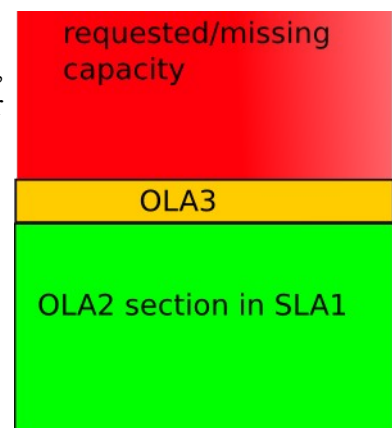 requested/missing
capacity
OLA3
OLA2 section in SLA1